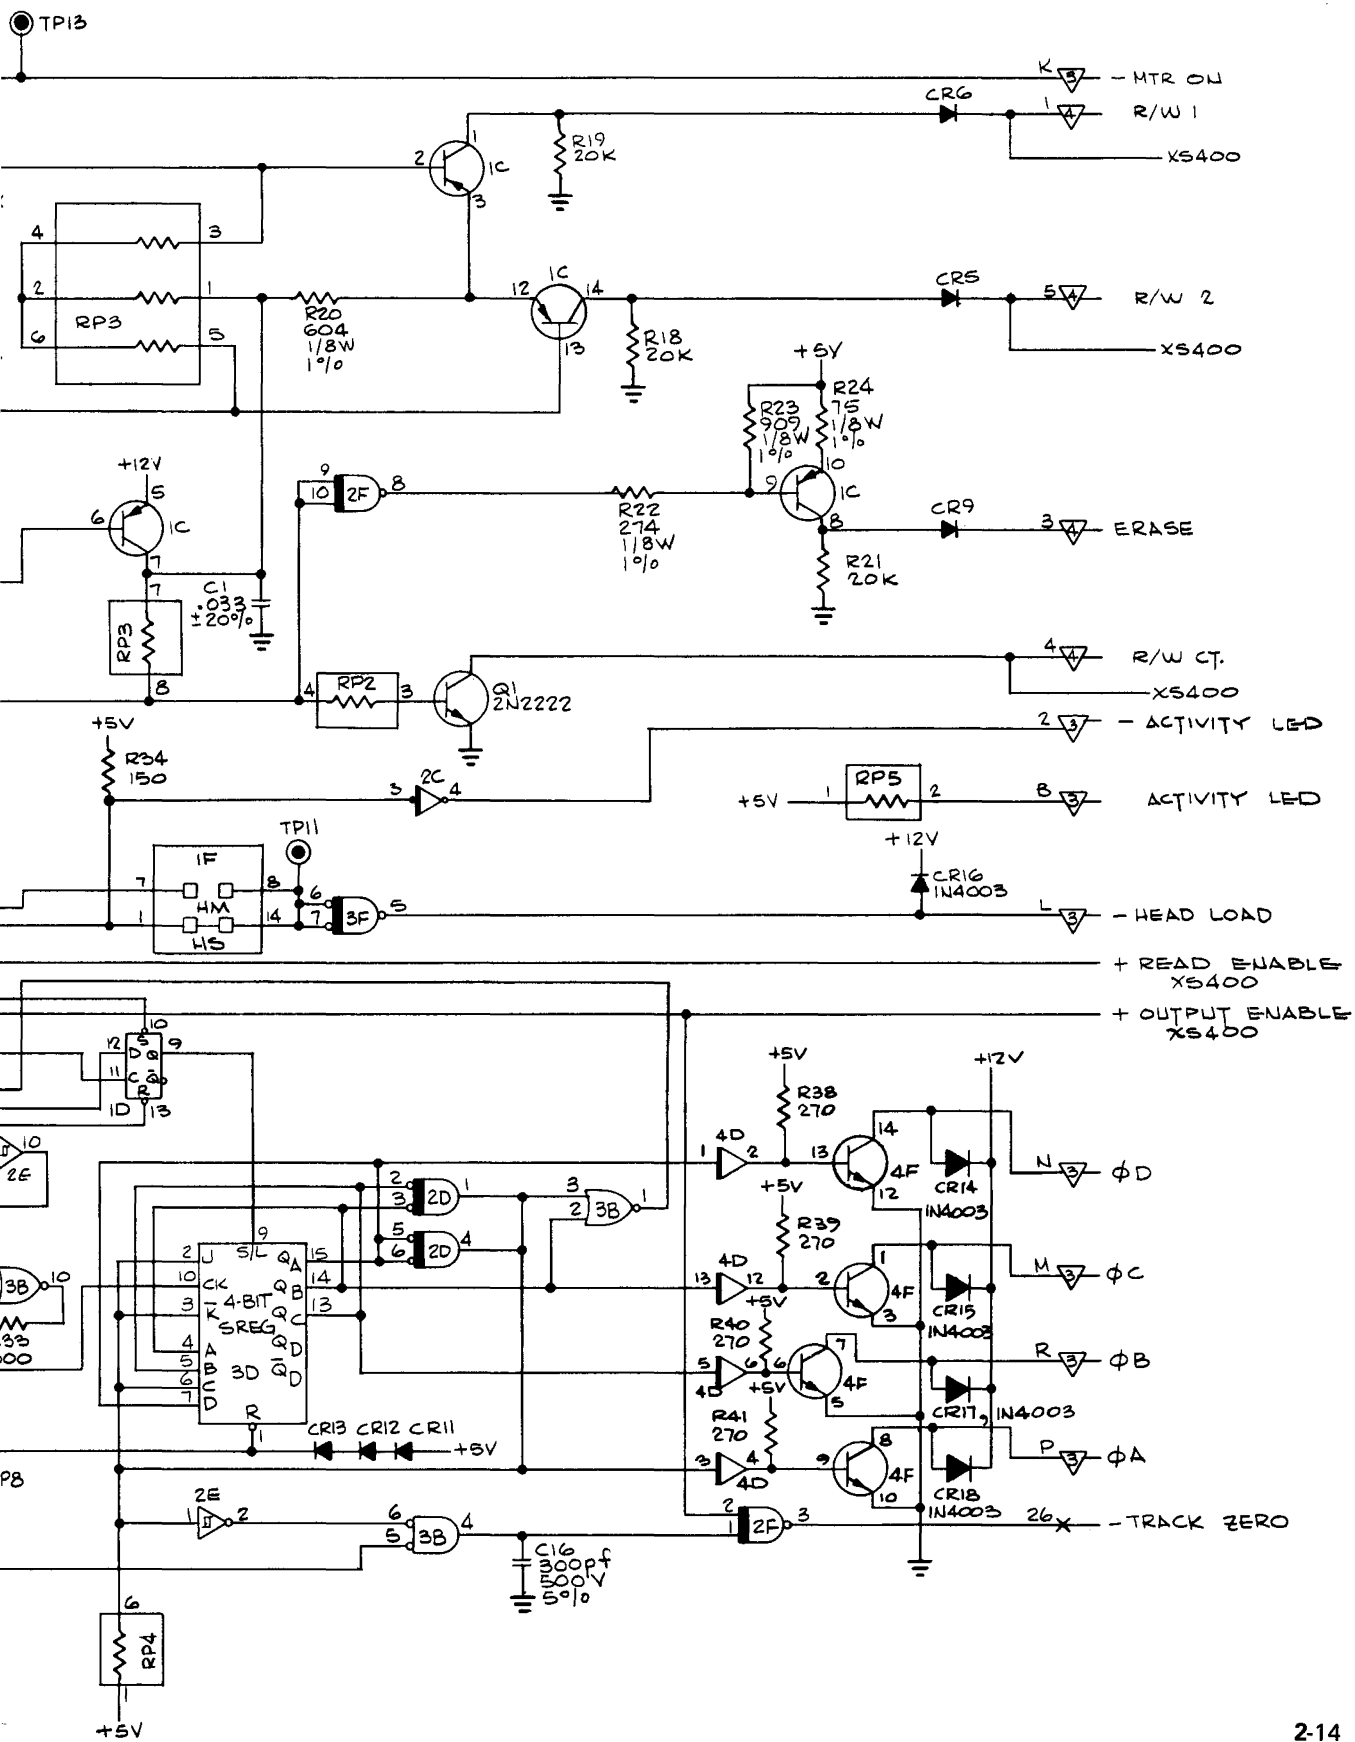 TP13
K 3 - MTR ON
CR6
1 4 R/W 1
XS400
R19
20K
2 1 1C 3
4 3
2 1
6 5
RP3
R20
604
1/8W
1%
1C
12 14
13
R18
20K
CR5
5 4 R/W 2
XS400
+5V
R24
75
1/8W
1%
R23
909
1/8W
1%
10
9 1C
8
+12V
5
6 1C
7
7
9
10 2F 8
R22
274
1/8W
1%
CR9
3 4 ERASE
R21
20K
C1
.033
±20%
RP3
8
4 RP2 3
Q1
2N2222
4 4 R/W CT.
XS400
2 3 - ACTIVITY LED
+5V
R34
150
3 2C 4
+5V 1 RP5 2
B 3 ACTIVITY LED
+12V
CR16
1N4003
TP11
1F
7 8
HM
1 14
HS
6
7 3F 5
L 3 - HEAD LOAD
+ READ ENABLE
XS400
+ OUTPUT ENABLE
XS400
10
12 D S Q 9
11 C Q̅
R
1D 13
10
2E
+5V
R38
270
+12V
1 4D 2 13 14 4F 12
CR14
1N4003
N 3 ΦD
2
3 2D 1
5
6 2D 4
3
2 3B 1
+5V
R39
270
13 4D 12 2 1 4F 3
CR15
1N4003
M 3 ΦC
9
2 J S/L QA 15
10 CK QB 14
3 K̅ 4-BIT QC 13
SREG QD
4 A
5 B 3D Q̅D
6 C
7 D
R
1
3B 10
33
00
+5V
R40
270
5 4D 6 6 7 4F 5
CR17, 1N4003
R 3 ΦB
+5V
R41
270
3 4D 4 9 8 4F 10
CR18
1N4003
P 3 ΦA
CR13 CR12 CR11
+5V
P8
2E
1 2
6
5 3B 4
C16
300pf
500V
5%
2
1 2F 3
26 - TRACK ZERO
6
RP4
1
+5V
2-14